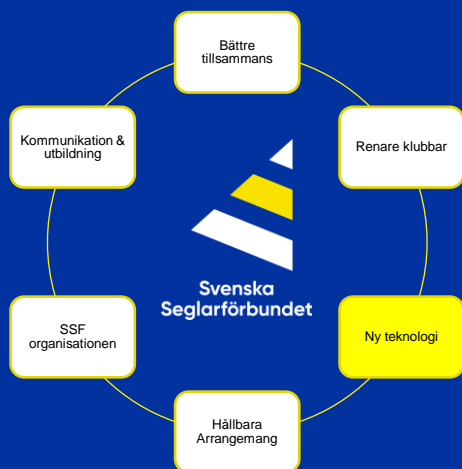 Bättre
tillsammans
Kommunikation &
utbildning
Renare klubbar
Svenska
Seglarförbundet
SSF
organisationen
Ny teknologi
Hållbara
Arrangemang